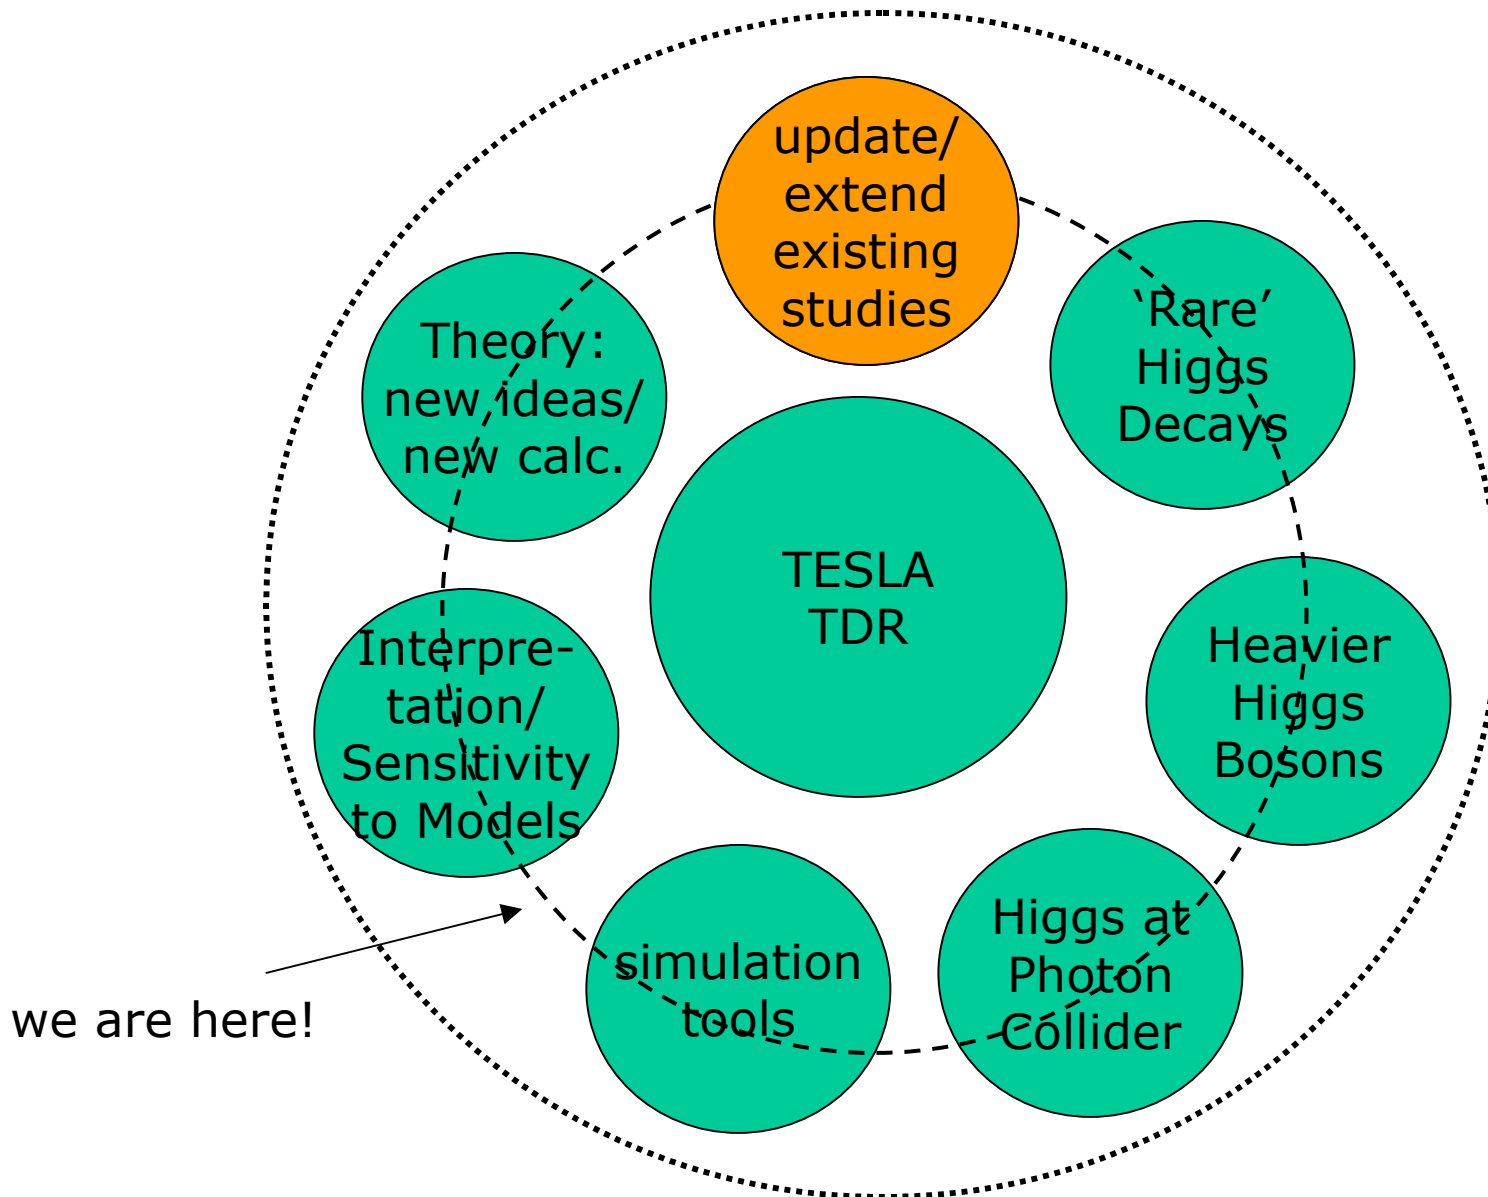 update/
extend
existing
studies
‘Rare’
Higgs
Decays
Theory:
new ideas/
new calc.
TESLA
TDR
Heavier
Higgs
Bosons
Interpre-
tation/
Sensitivity
to Models
Higgs at
Photon
Collider
simulation
tools
we are here!